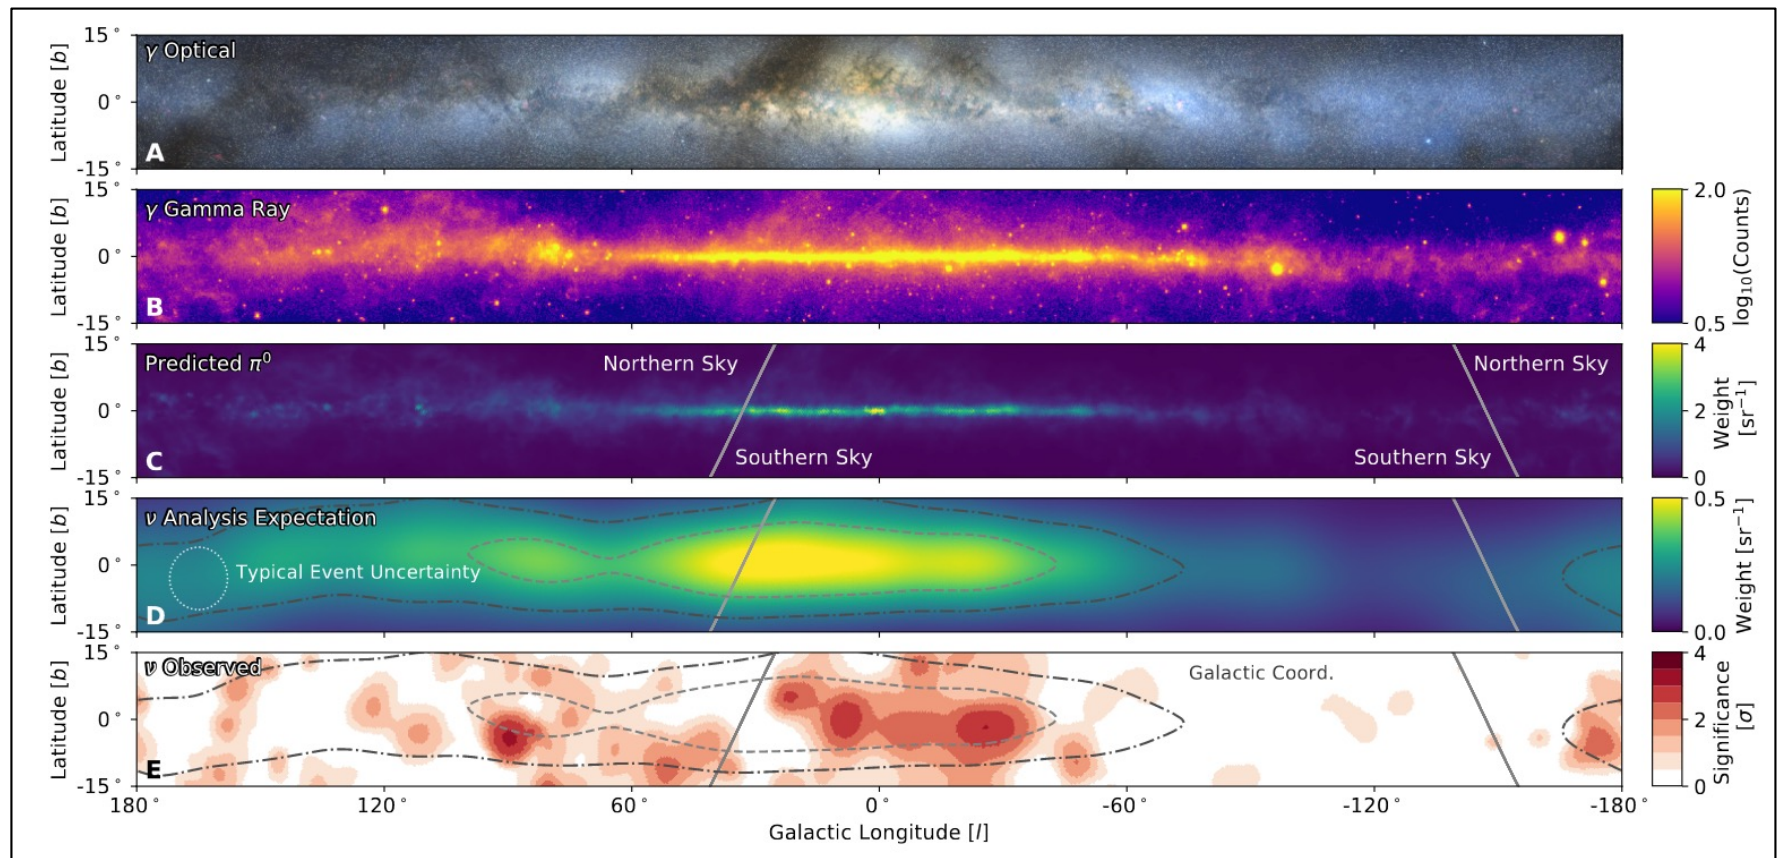 15°
γ Optical
Latitude [b]
0°
A
-15°
15°
γ Gamma Ray
Latitude [b]
0°
B
-15°
2.0
0.5
log₁₀(Counts)
15°
Predicted π⁰
Northern Sky
Northern Sky
Latitude [b]
0°
Southern Sky
Southern Sky
C
-15°
4
2
0
Weight
[sr⁻¹]
15°
ν Analysis Expectation
Latitude [b]
0°
Typical Event Uncertainty
D
-15°
0.5
0.0
Weight [sr⁻¹]
15°
ν Observed
Galactic Coord.
Latitude [b]
0°
E
-15°
4
2
0
Significance
[σ]
180° 120° 60° 0° -60° -120° -180°
Galactic Longitude [l]